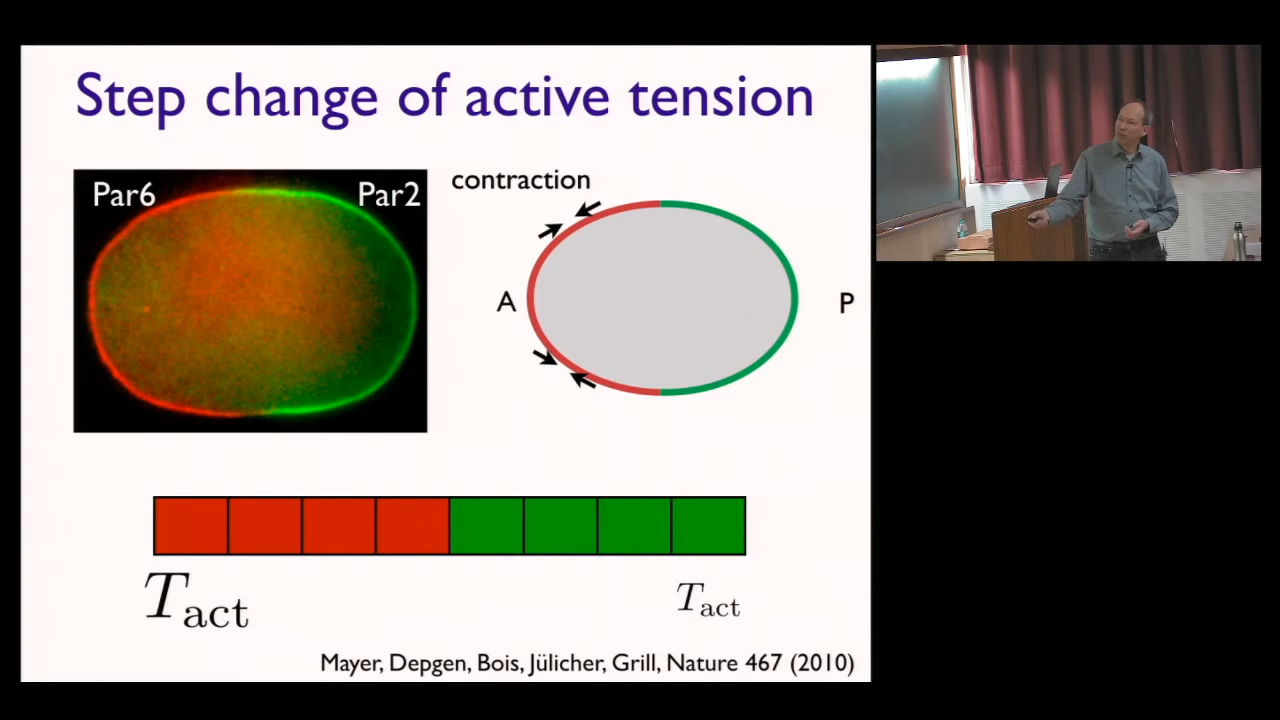 Step change of active tension
Par6
Par2
contraction
A
P
T_act
T_act
Mayer, Depgen, Bois, Jülicher, Grill, Nature 467 (2010)